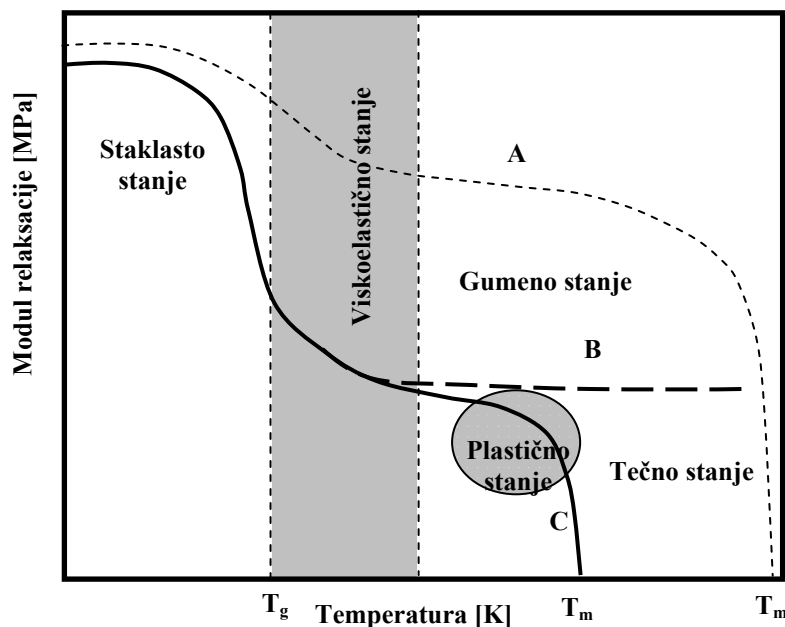 Modul relaksacije [MPa]
Staklasto
stanje
Viskoelastično stanje
A
Gumeno stanje
B
Plastično
stanje
Tečno stanje
C
Tg
Temperatura [K]
Tm
Tm